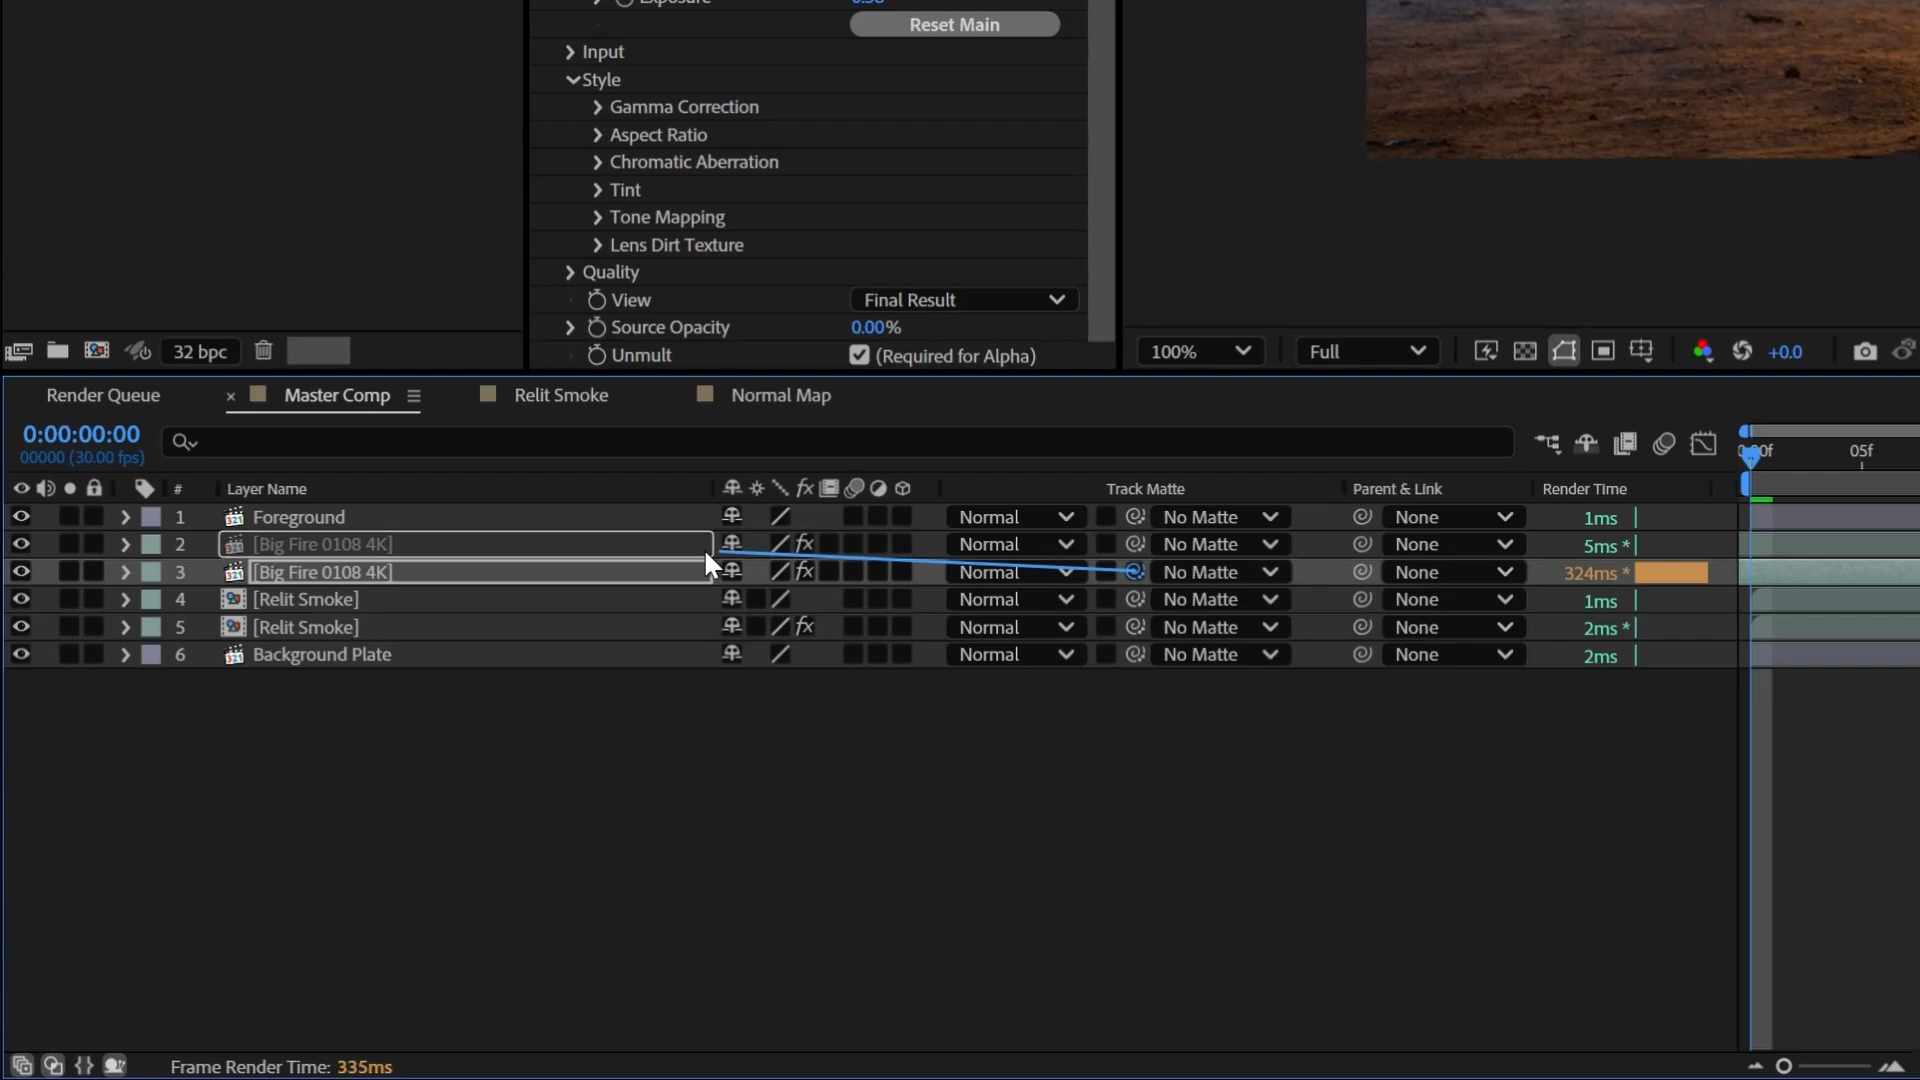 Exposure
Reset Main
Input
Style
Gamma Correction
Aspect Ratio
Chromatic Aberration
Tint
Tone Mapping
Lens Dirt Texture
Quality
View Final Result
Source Opacity 0.00%
Unmult (Required for Alpha)
32 bpc
100% Full +0.0
Render Queue × Master Comp Relit Smoke Normal Map
0:00:00:00
00000 (30.00 fps)
05f
# Layer Name fx Track Matte Parent & Link Render Time
1 Foreground Normal No Matte None 1ms
2 [Big Fire 0108 4K] fx Normal No Matte None 5ms *
3 [Big Fire 0108 4K] fx Normal No Matte None 324ms *
4 [Relit Smoke] Normal No Matte None 1ms
5 [Relit Smoke] fx Normal No Matte None 2ms *
6 Background Plate Normal No Matte None 2ms
Frame Render Time: 335ms